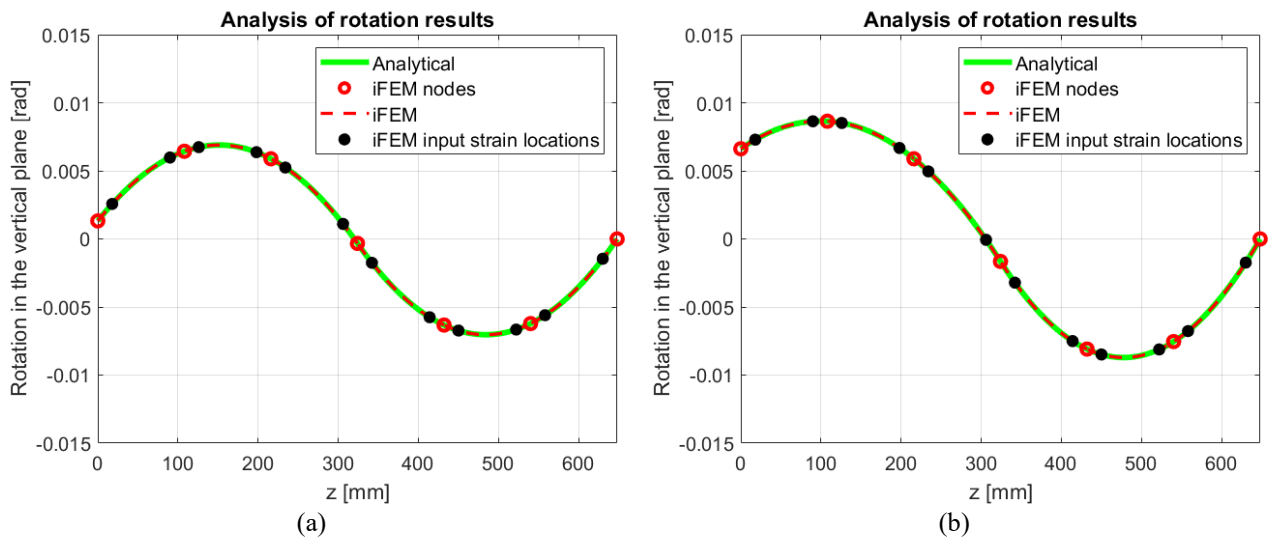 Analysis of rotation results
0.015
0.01
0.005
0
-0.005
-0.01
-0.015
Rotation in the vertical plane [rad]
Analytical
iFEM nodes
iFEM
iFEM input strain locations
0 100 200 300 400 500 600
z [mm]
(a)
Analysis of rotation results
0.015
0.01
0.005
0
-0.005
-0.01
-0.015
Rotation in the vertical plane [rad]
Analytical
iFEM nodes
iFEM
iFEM input strain locations
0 100 200 300 400 500 600
z [mm]
(b)